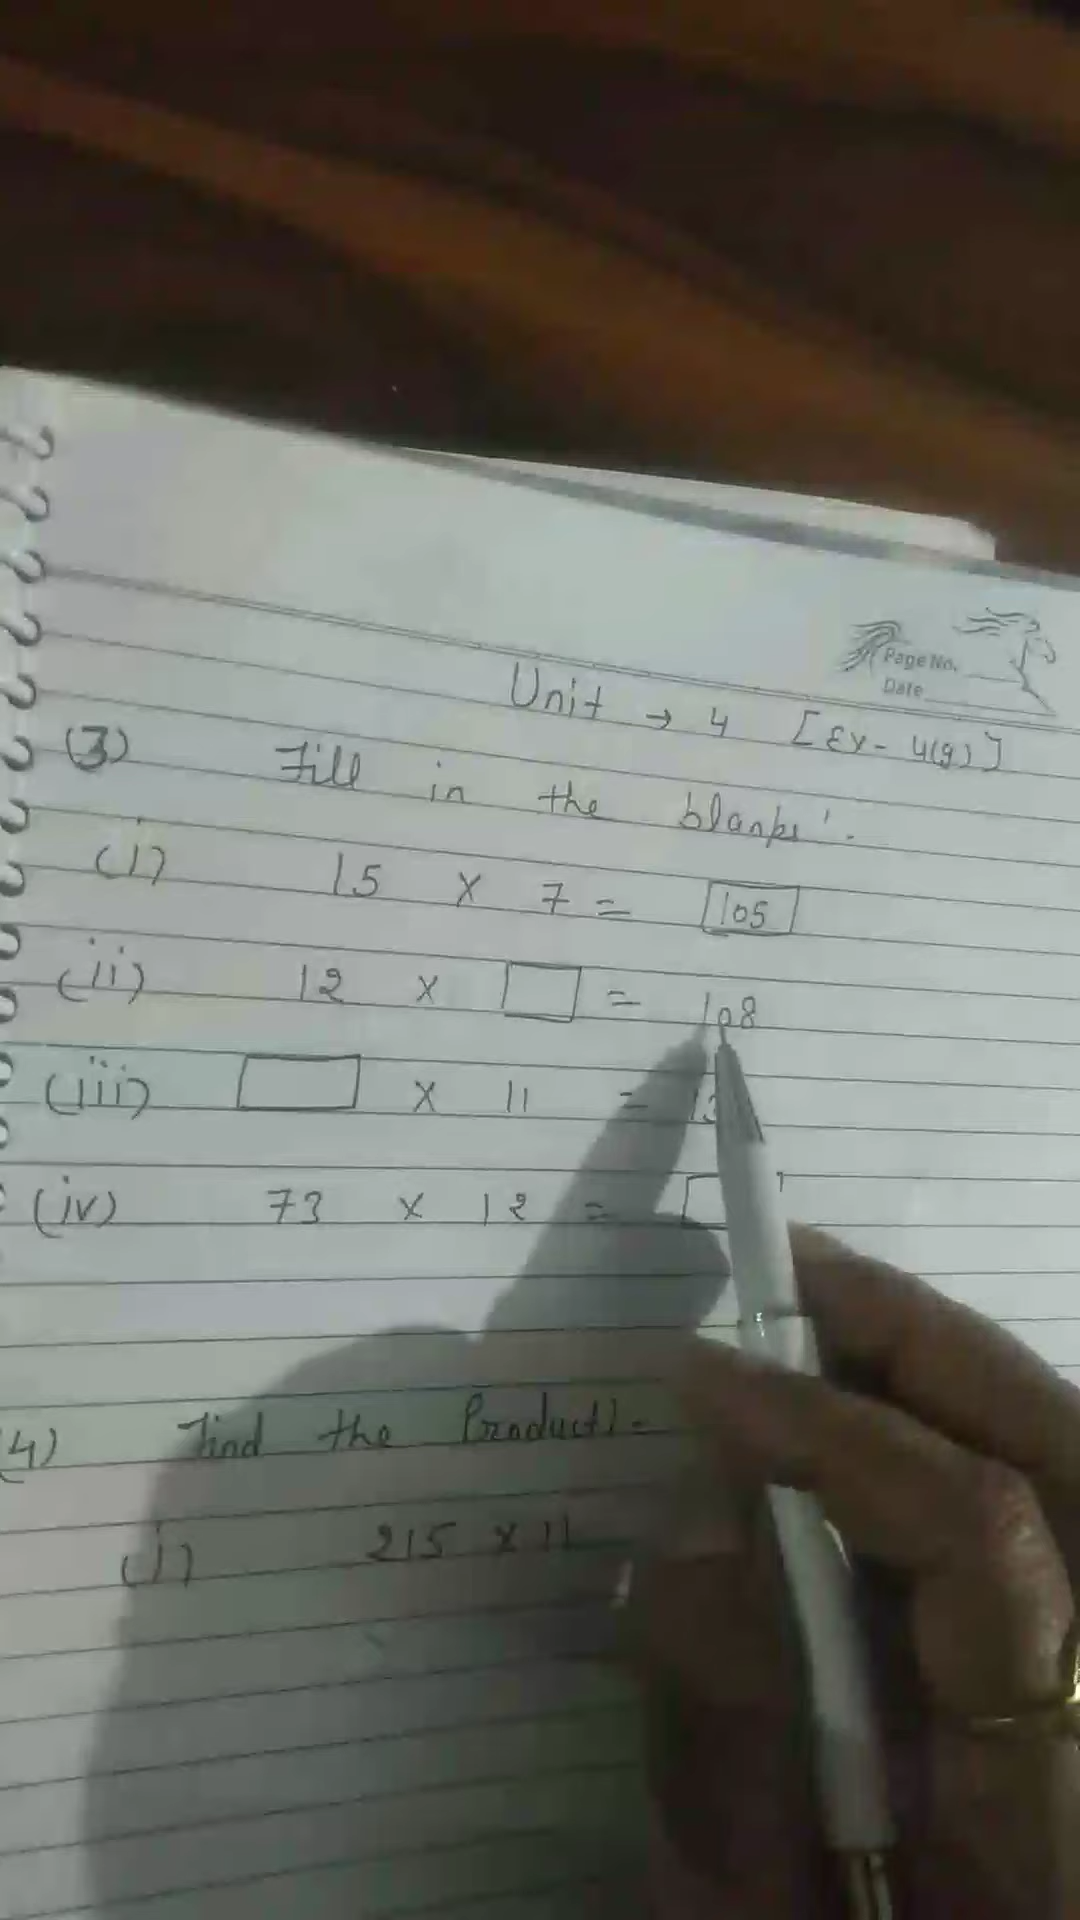 Page No.
Date
Unit → 4 [Ex- 4(g)]
(3) Fill in the blanks:-
(i) 15 x 7 = 105
(ii) 12 x = 108
(iii) x 11 =
(iv) 73 x 12 =
(4) Find the Product:-
(i) 215 x 11